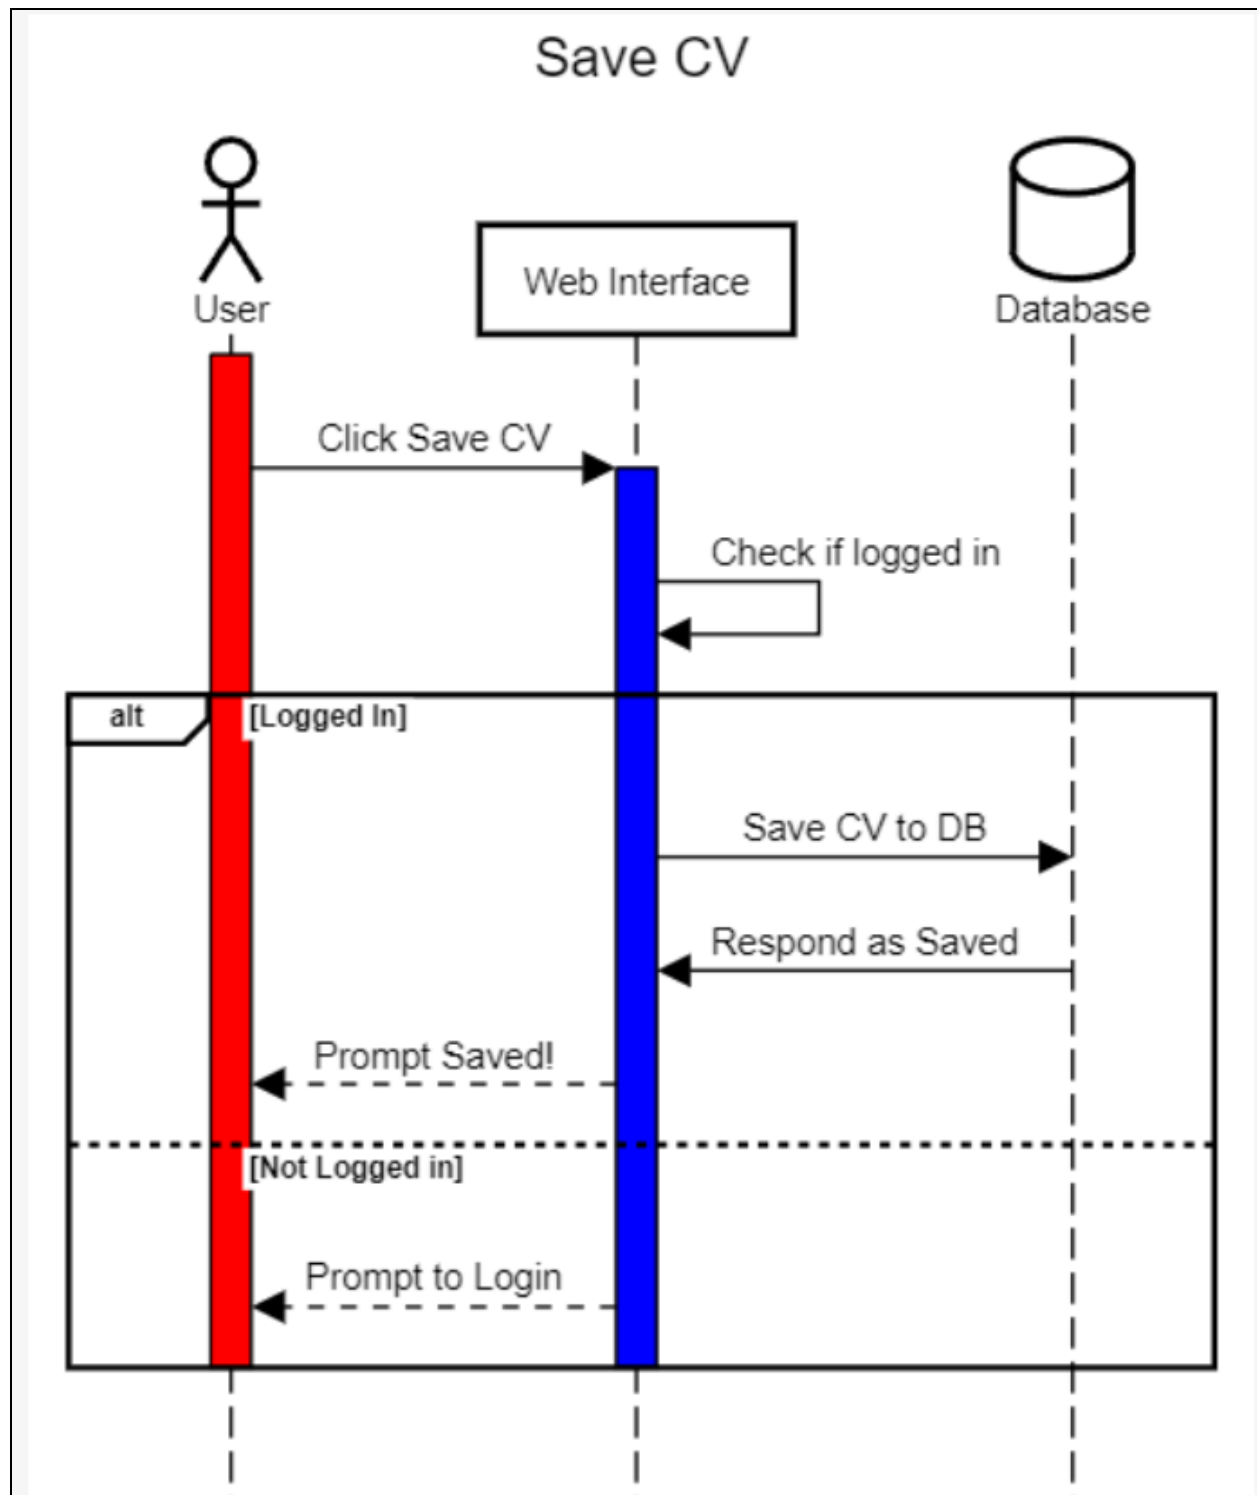 Save CV
User
Web Interface
Database
Click Save CV
Check if logged in
alt
[Logged In]
Save CV to DB
Respond as Saved
Prompt Saved!
[Not Logged in]
Prompt to Login